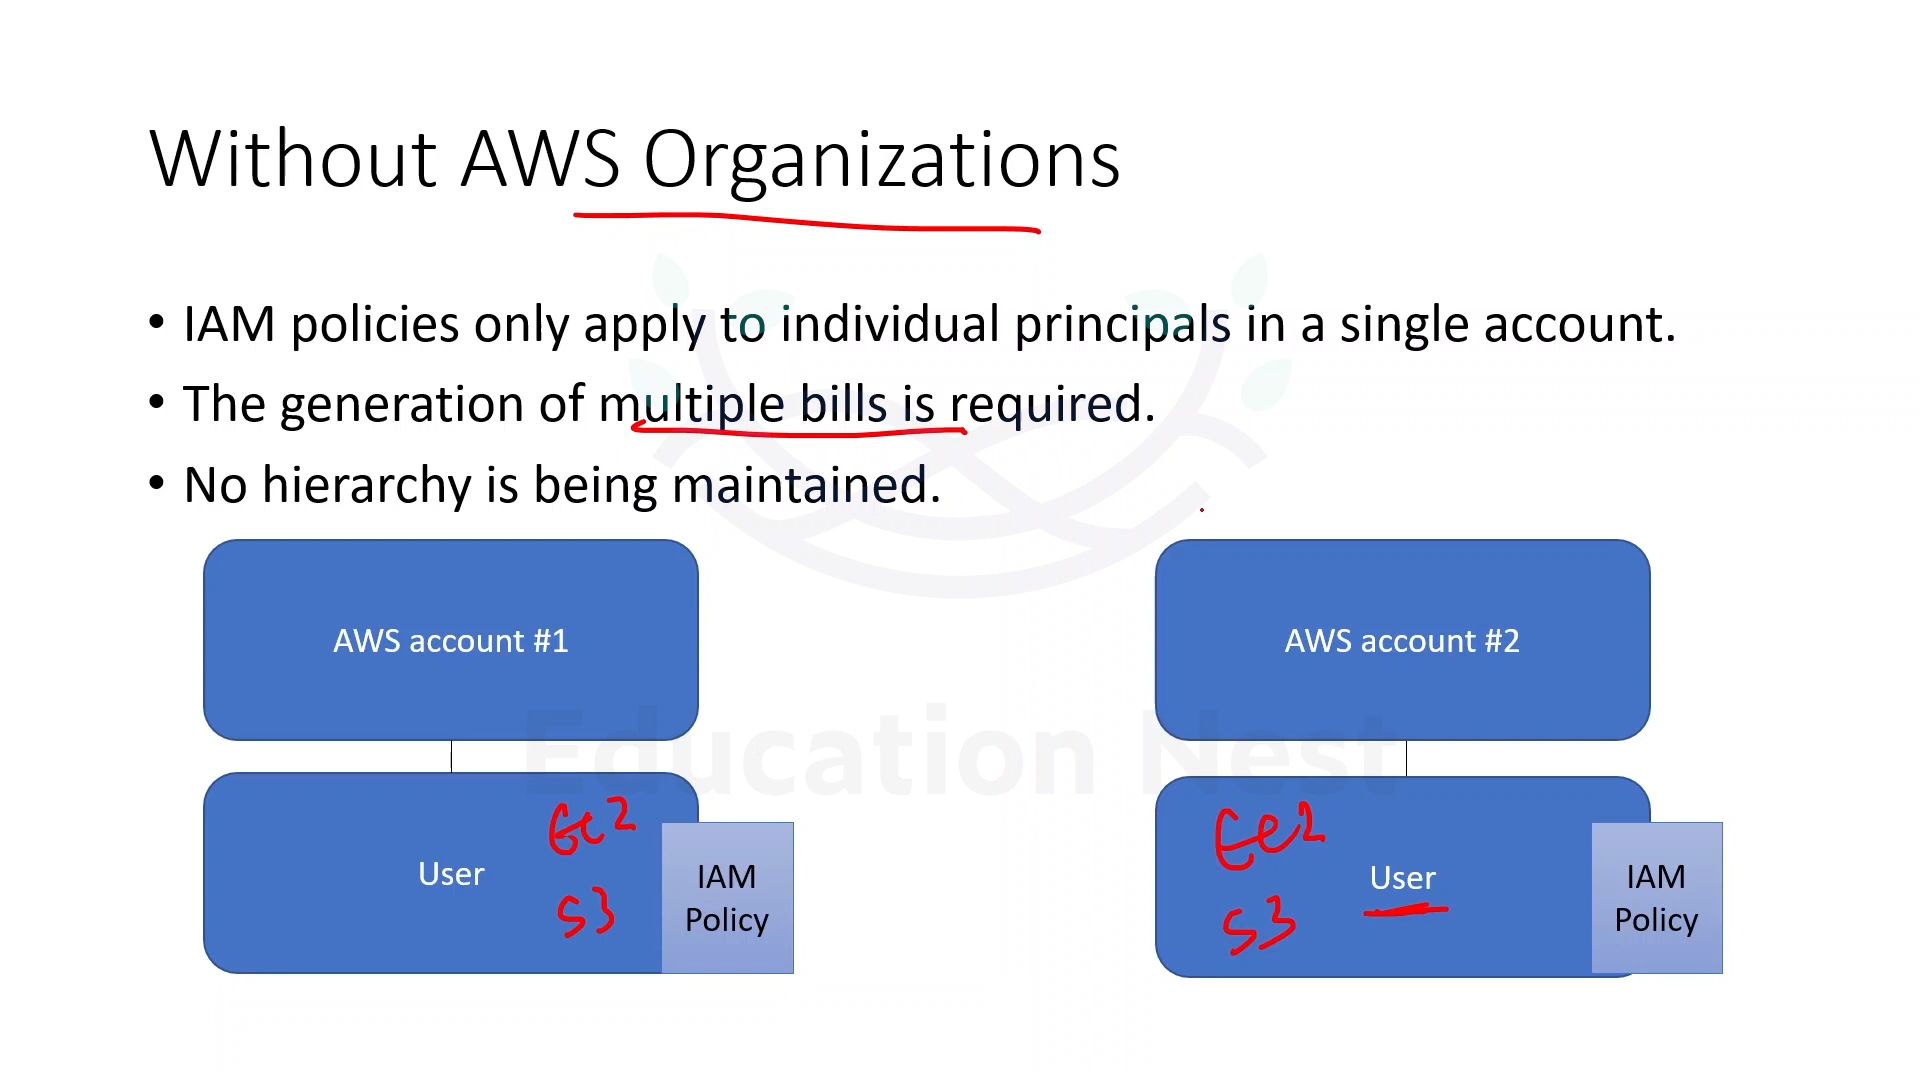 Without AWS Organizations
• IAM policies only apply to individual principals in a single account.
• The generation of multiple bills is required.
• No hierarchy is being maintained.
AWS account #1
AWS account #2
Education Nest
User
Ec2
S3
IAM
Policy
Ec2
User
S3
IAM
Policy